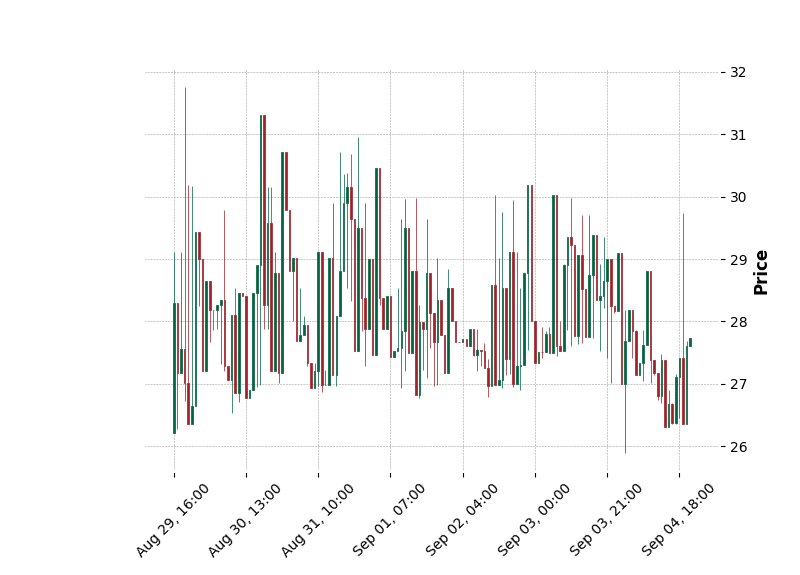 32
31
30
29
28
27
26
Price
Aug 29, 16:00
Aug 30, 13:00
Aug 31, 10:00
Sep 01, 07:00
Sep 02, 04:00
Sep 03, 00:00
Sep 03, 21:00
Sep 04, 18:00